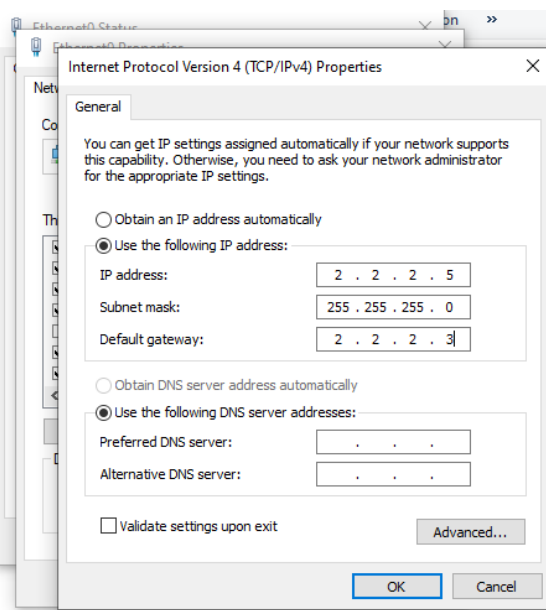 on »
Ethernet0 Status
Ethernet0 Properties
Internet Protocol Version 4 (TCP/IPv4) Properties
Netw
General
Co
You can get IP settings assigned automatically if your network supports
this capability. Otherwise, you need to ask your network administrator
for the appropriate IP settings.
Th
Obtain an IP address automatically
Use the following IP address:
IP address: 2 . 2 . 2 . 5
Subnet mask: 255 . 255 . 255 . 0
Default gateway: 2 . 2 . 2 . 3
Obtain DNS server address automatically
Use the following DNS server addresses:
Preferred DNS server: . . .
Alternative DNS server: . . .
Validate settings upon exit
Advanced...
OK Cancel